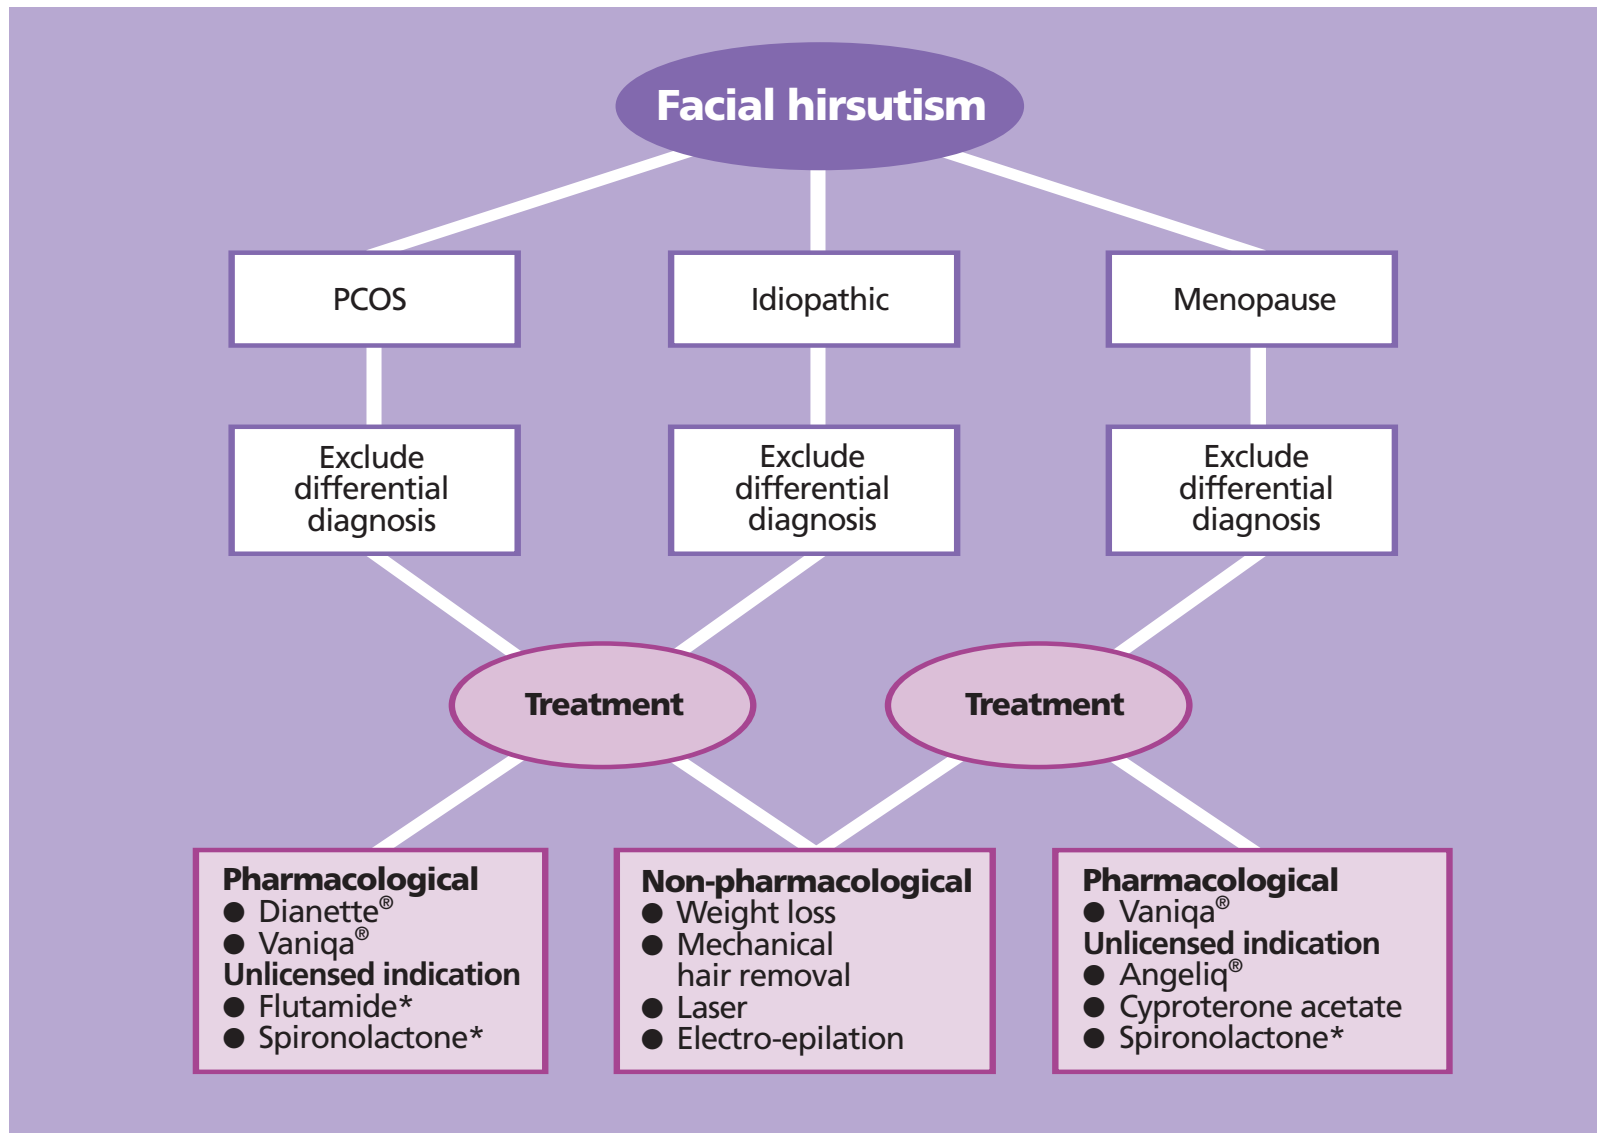 Facial hirsutism
PCOS
Idiopathic
Menopause
Exclude
differential
diagnosis
Exclude
differential
diagnosis
Exclude
differential
diagnosis
Treatment
Treatment
Pharmacological
● Dianette®
● Vaniqa®
Unlicensed indication
● Flutamide*
● Spironolactone*
Non-pharmacological
● Weight loss
● Mechanical
hair removal
● Laser
● Electro-epilation
Pharmacological
● Vaniqa®
Unlicensed indication
● Angeliq®
● Cyproterone acetate
● Spironolactone*